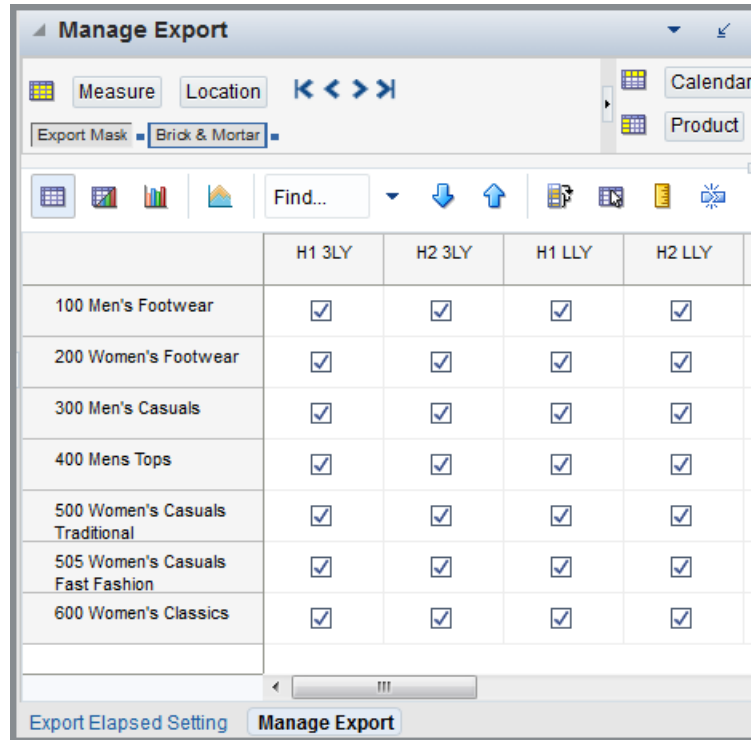 Manage Export
Measure Location
Calendar
Export Mask Brick & Mortar
Product
Find...
H1 3LY H2 3LY H1 LLY H2 LLY
100 Men's Footwear
200 Women's Footwear
300 Men's Casuals
400 Mens Tops
500 Women's Casuals
Traditional
505 Women's Casuals
Fast Fashion
600 Women's Classics
Export Elapsed Setting Manage Export